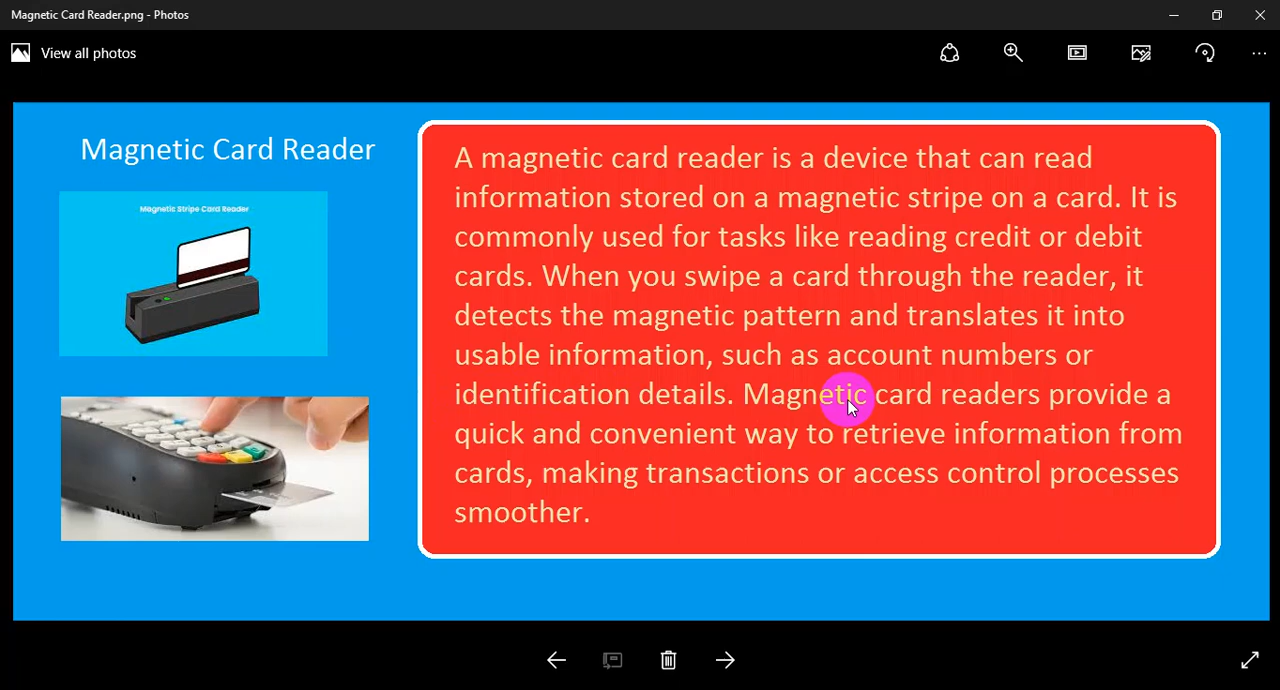 Magnetic Card Reader.png - Photos
View all photos
Magnetic Card Reader
Magnetic Stripe Card Reader
A magnetic card reader is a device that can read
information stored on a magnetic stripe on a card. It is
commonly used for tasks like reading credit or debit
cards. When you swipe a card through the reader, it
detects the magnetic pattern and translates it into
usable information, such as account numbers or
identification details. Magnetic card readers provide a
quick and convenient way to retrieve information from
cards, making transactions or access control processes
smoother.